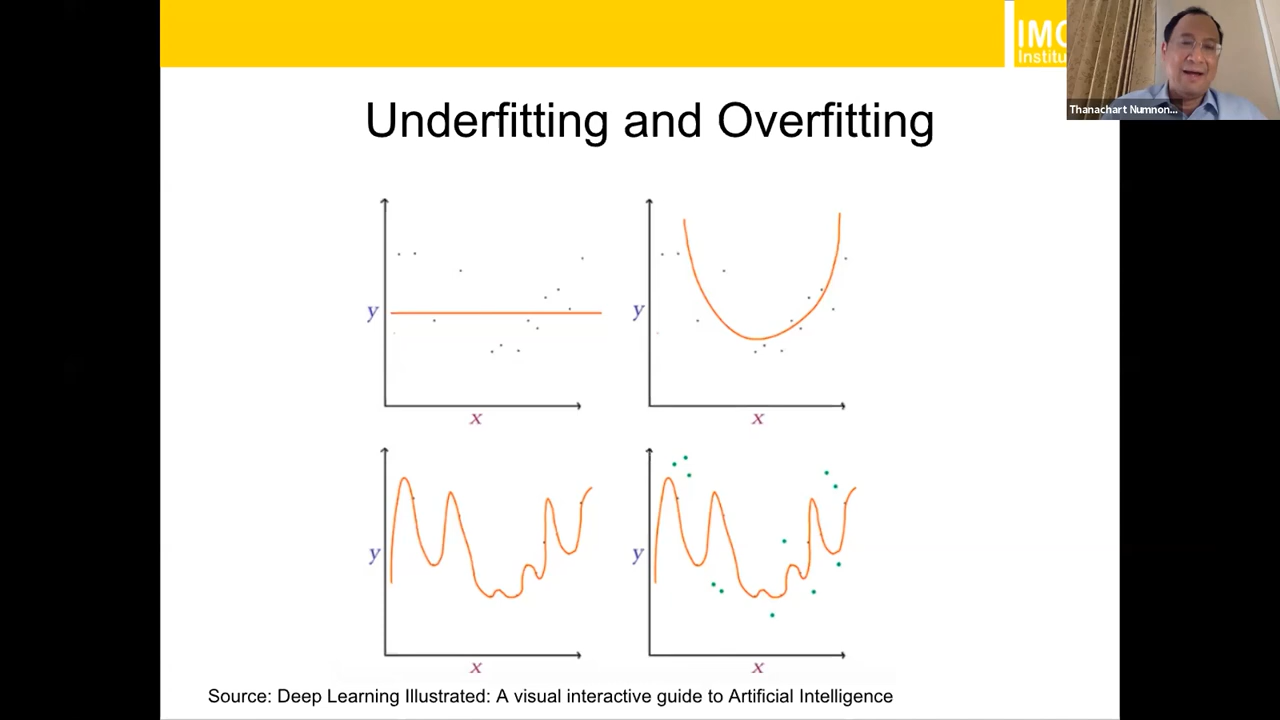 IMC
Institu
Thanachart Numnon...
Underfitting and Overfitting
y
x
y
x
y
x
y
x
Source: Deep Learning Illustrated: A visual interactive guide to Artificial Intelligence